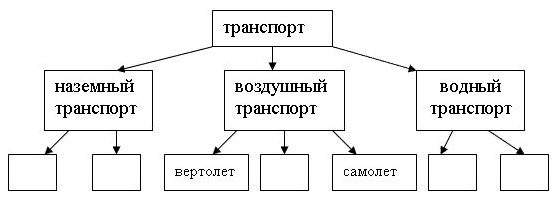 транспорт
наземный
транспорт
воздушный
транспорт
водный
транспорт
вертолет
самолет